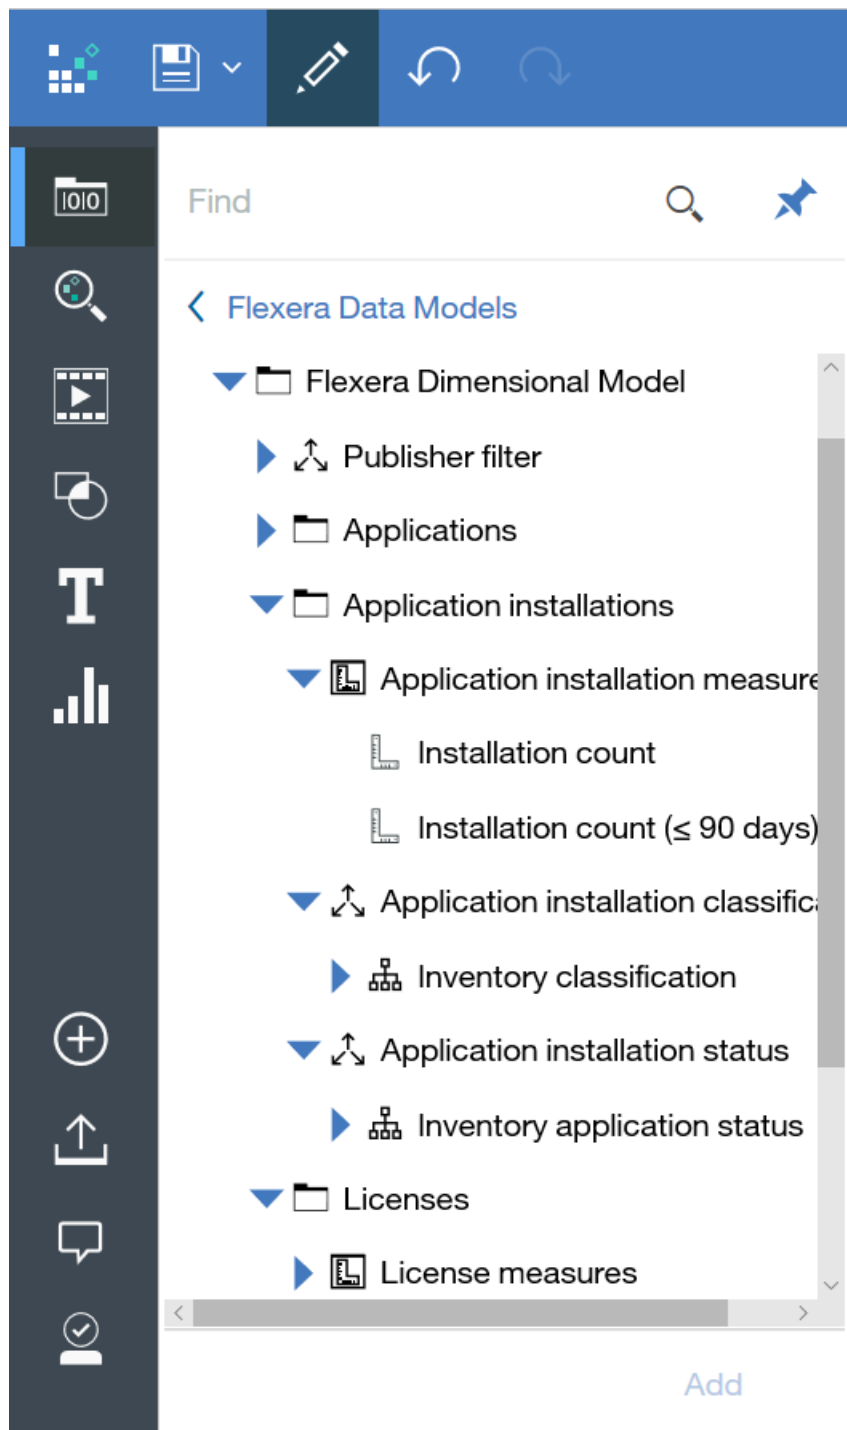 Find
Flexera Data Models
Flexera Dimensional Model
Publisher filter
Applications
Application installations
Application installation measure
Installation count
Installation count (≤ 90 days)
Application installation classific
Inventory classification
Application installation status
Inventory application status
Licenses
License measures
Add